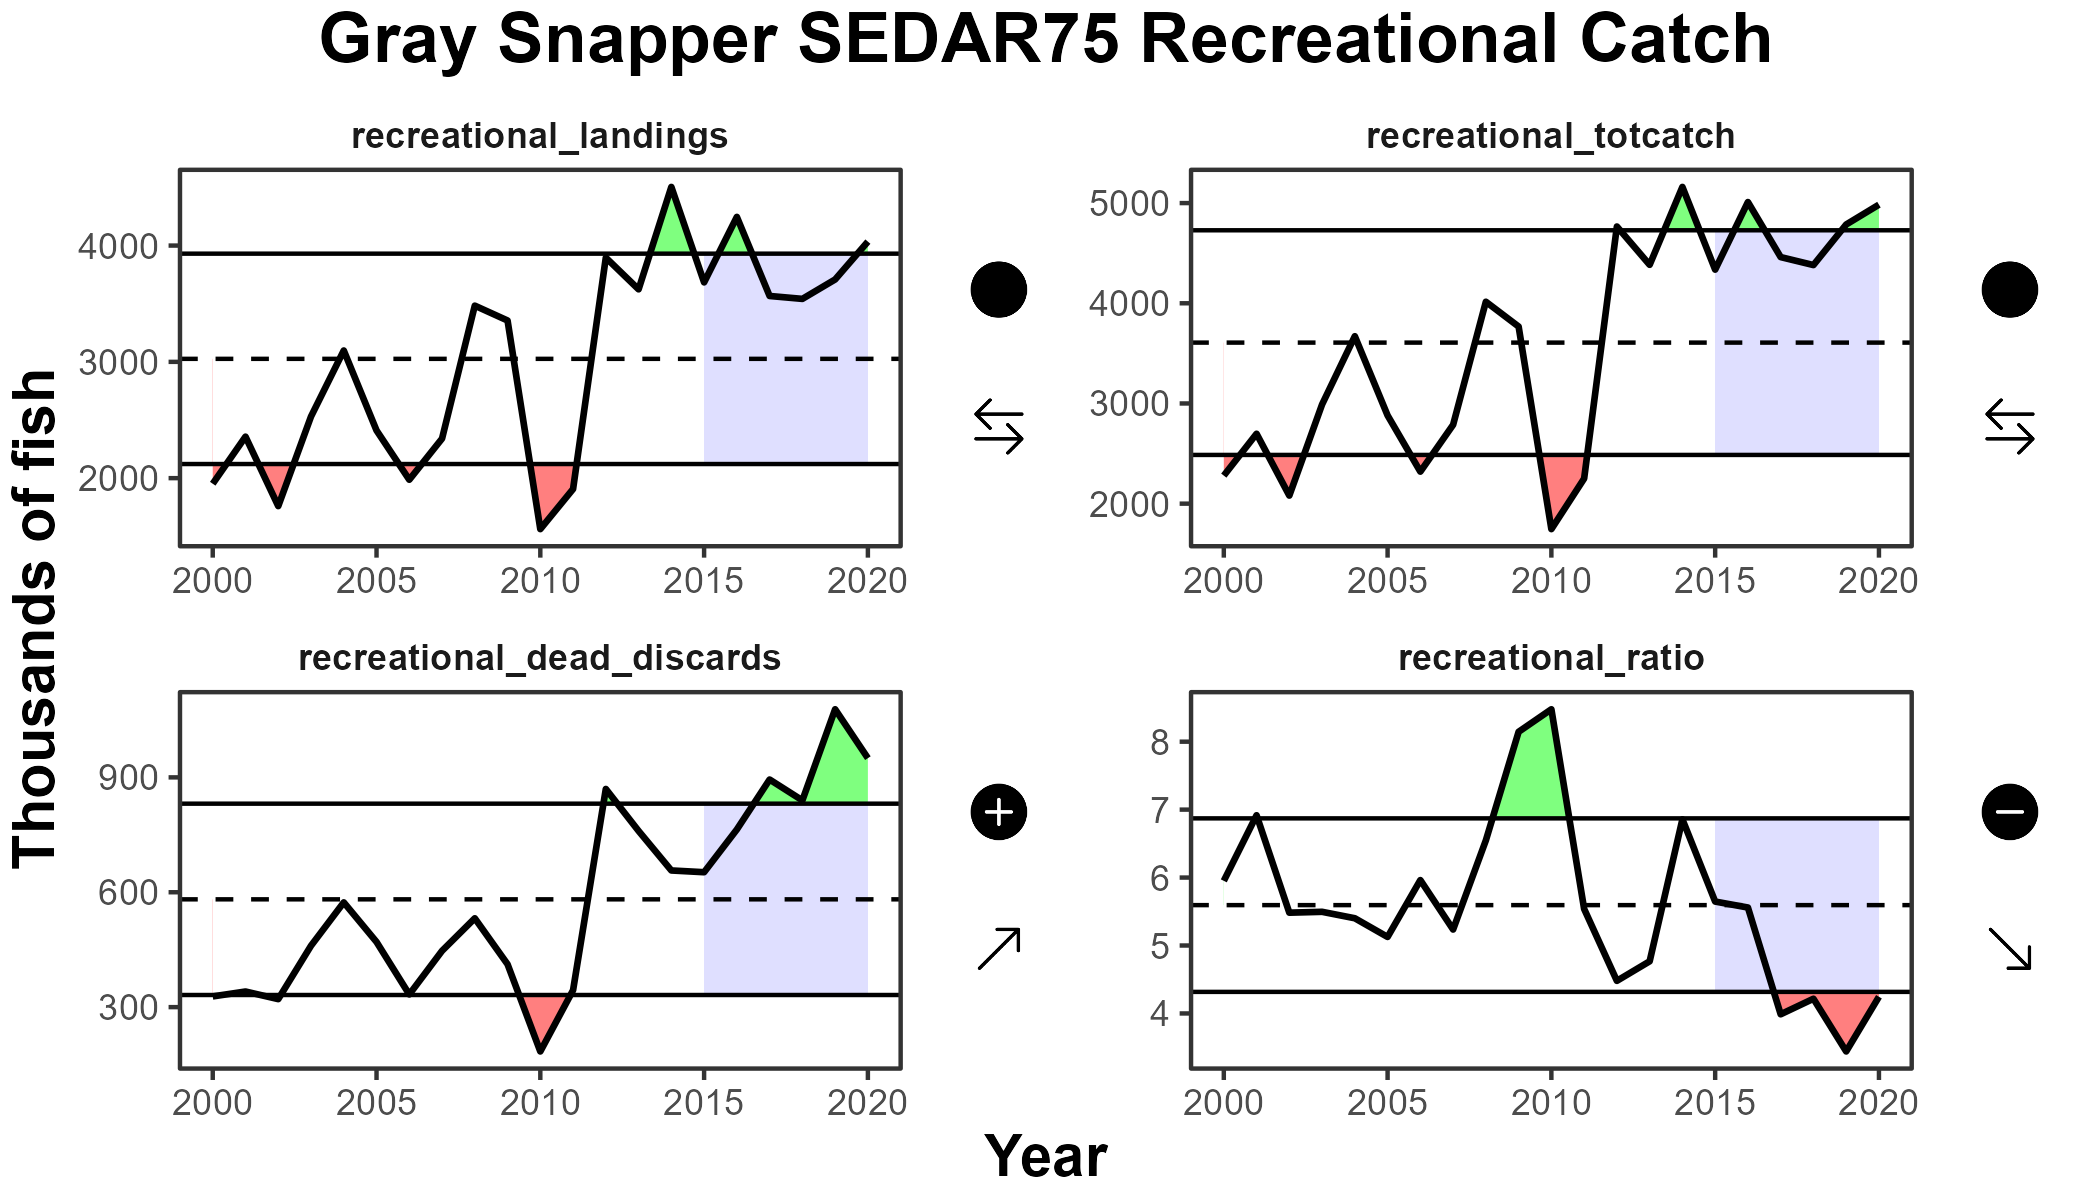 Gray Snapper SEDAR75 Recreational Catch
Thousands of fish
recreational_landings
4000
3000
2000
2000 2005 2010 2015 2020
recreational_totcatch
5000
4000
3000
2000
2000 2005 2010 2015 2020
recreational_dead_discards
900
600
300
2000 2005 2010 2015 2020
recreational_ratio
8
7
6
5
4
2000 2005 2010 2015 2020
Year